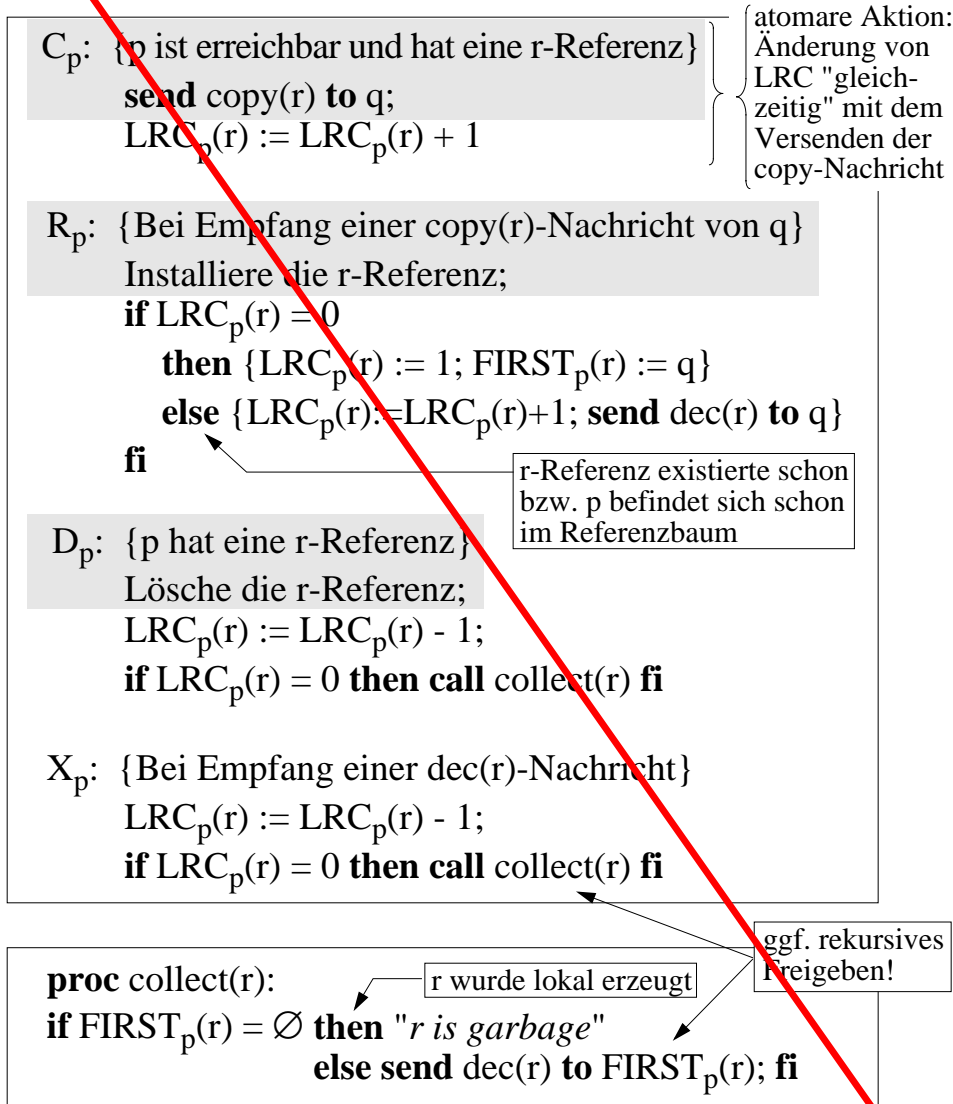 C_p: {p ist erreichbar und hat eine r-Referenz}
send copy(r) to q;
LRC_p(r) := LRC_p(r) + 1
atomare Aktion:
Änderung von
LRC "gleich-
zeitig" mit dem
Versenden der
copy-Nachricht
R_p: {Bei Empfang einer copy(r)-Nachricht von q}
Installiere die r-Referenz;
if LRC_p(r) = 0
then {LRC_p(r) := 1; FIRST_p(r) := q}
else {LRC_p(r):=LRC_p(r)+1; send dec(r) to q}
fi
r-Referenz existierte schon
bzw. p befindet sich schon
im Referenzbaum
D_p: {p hat eine r-Referenz}
Lösche die r-Referenz;
LRC_p(r) := LRC_p(r) - 1;
if LRC_p(r) = 0 then call collect(r) fi
X_p: {Bei Empfang einer dec(r)-Nachricht}
LRC_p(r) := LRC_p(r) - 1;
if LRC_p(r) = 0 then call collect(r) fi
ggf. rekursives
Freigeben!
proc collect(r):
r wurde lokal erzeugt
if FIRST_p(r) = ∅ then "r is garbage"
else send dec(r) to FIRST_p(r); fi